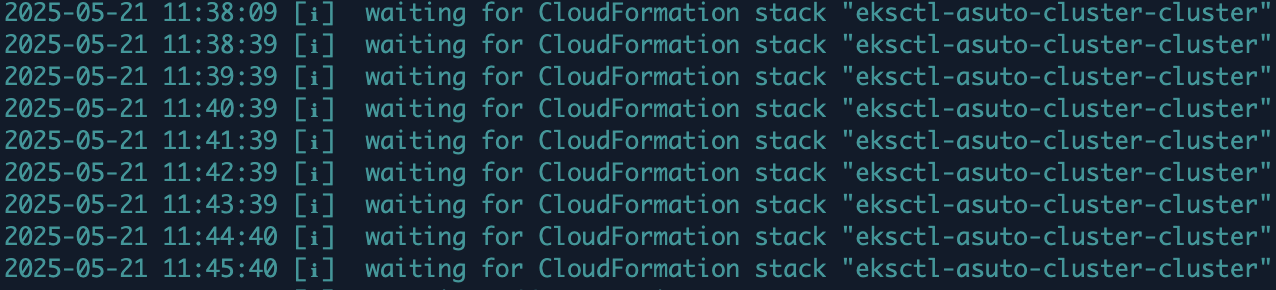 2025-05-21 11:38:09 [ℹ]  waiting for CloudFormation stack "eksctl-asuto-cluster-cluster"
2025-05-21 11:38:39 [ℹ]  waiting for CloudFormation stack "eksctl-asuto-cluster-cluster"
2025-05-21 11:39:39 [ℹ]  waiting for CloudFormation stack "eksctl-asuto-cluster-cluster"
2025-05-21 11:40:39 [ℹ]  waiting for CloudFormation stack "eksctl-asuto-cluster-cluster"
2025-05-21 11:41:39 [ℹ]  waiting for CloudFormation stack "eksctl-asuto-cluster-cluster"
2025-05-21 11:42:39 [ℹ]  waiting for CloudFormation stack "eksctl-asuto-cluster-cluster"
2025-05-21 11:43:39 [ℹ]  waiting for CloudFormation stack "eksctl-asuto-cluster-cluster"
2025-05-21 11:44:40 [ℹ]  waiting for CloudFormation stack "eksctl-asuto-cluster-cluster"
2025-05-21 11:45:40 [ℹ]  waiting for CloudFormation stack "eksctl-asuto-cluster-cluster"